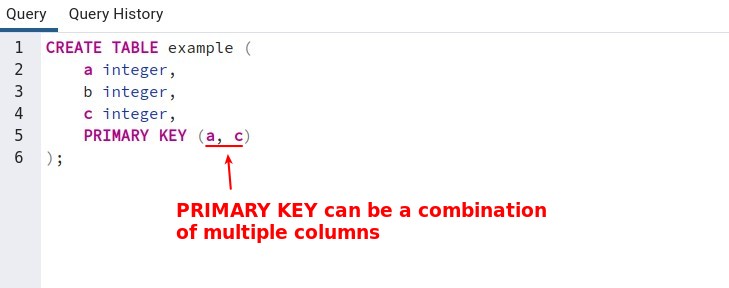 Query Query History
1 CREATE TABLE example (
2 a integer,
3 b integer,
4 c integer,
5 PRIMARY KEY (a, c)
6 );
PRIMARY KEY can be a combination
of multiple columns